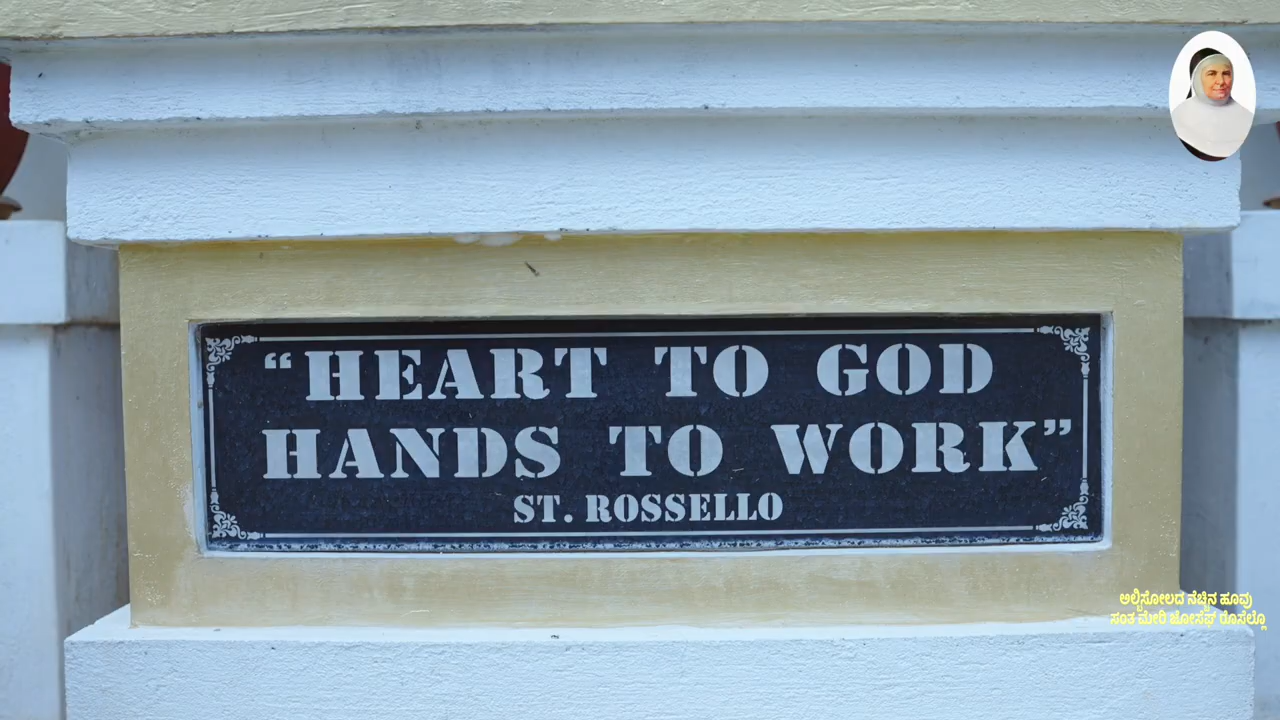 “HEART TO GOD
HANDS TO WORK”
ST. ROSSELLO
ಅಲ್ಬಿಸೋಲದ ನೆಚ್ಚಿನ ಹೂವು
ಸಂತ ಮೇರಿ ಜೋಸೆಫ್ ರೊಸೆಲ್ಲೊ